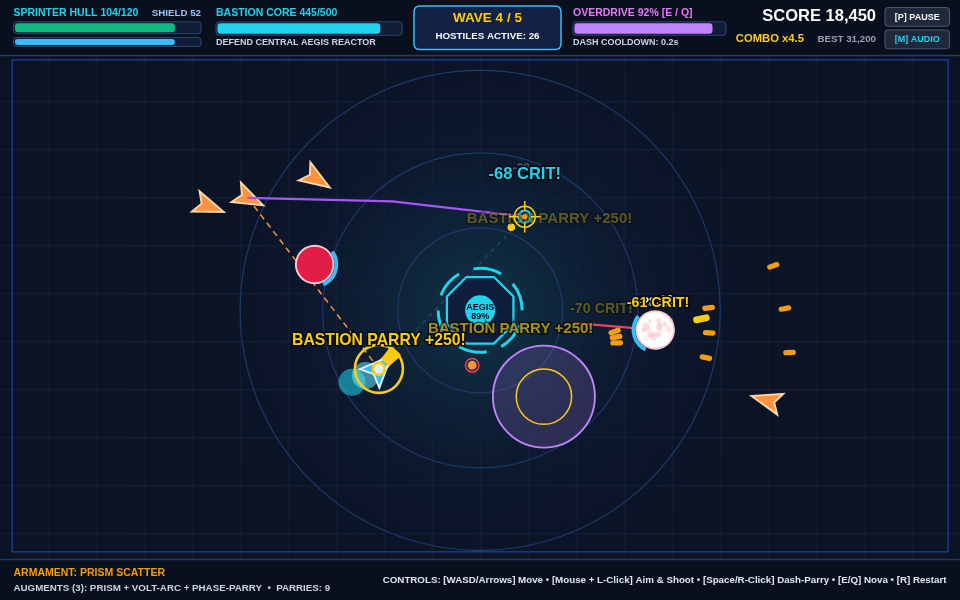 SPRINTER HULL 104/120
SHIELD 52
BASTION CORE 445/500
DEFEND CENTRAL AEGIS REACTOR
WAVE 4 / 5
HOSTILES ACTIVE: 26
OVERDRIVE 92% [E / Q]
DASH COOLDOWN: 0.2s
SCORE 18,450
COMBO x4.5
BEST 31,200
[P] PAUSE
[M] AUDIO
-68 CRIT!
BASTION PARRY +250!
-70 CRIT!
-61 CRIT!
AEGIS
89%
BASTION PARRY +250!
BASTION PARRY +250!
ARMAMENT: PRISM SCATTER
AUGMENTS (3): PRISM + VOLT-ARC + PHASE-PARRY • PARRIES: 9
CONTROLS: [WASD/Arrows] Move • [Mouse + L-Click] Aim & Shoot • [Space/R-Click] Dash-Parry • [E/Q] Nova • [R] Restart